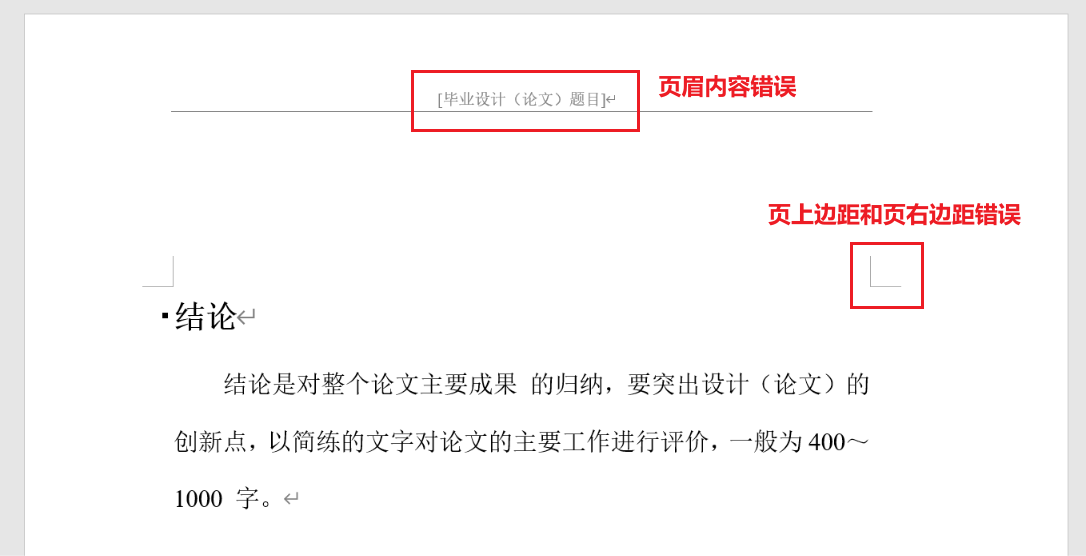 [毕业设计（论文）题目]↵
页眉内容错误
页上边距和页右边距错误
▪结论↵
结论是对整个论文主要成果 的归纳，要突出设计（论文）的
创新点，以简练的文字对论文的主要工作进行评价，一般为 400～
1000 字。↵